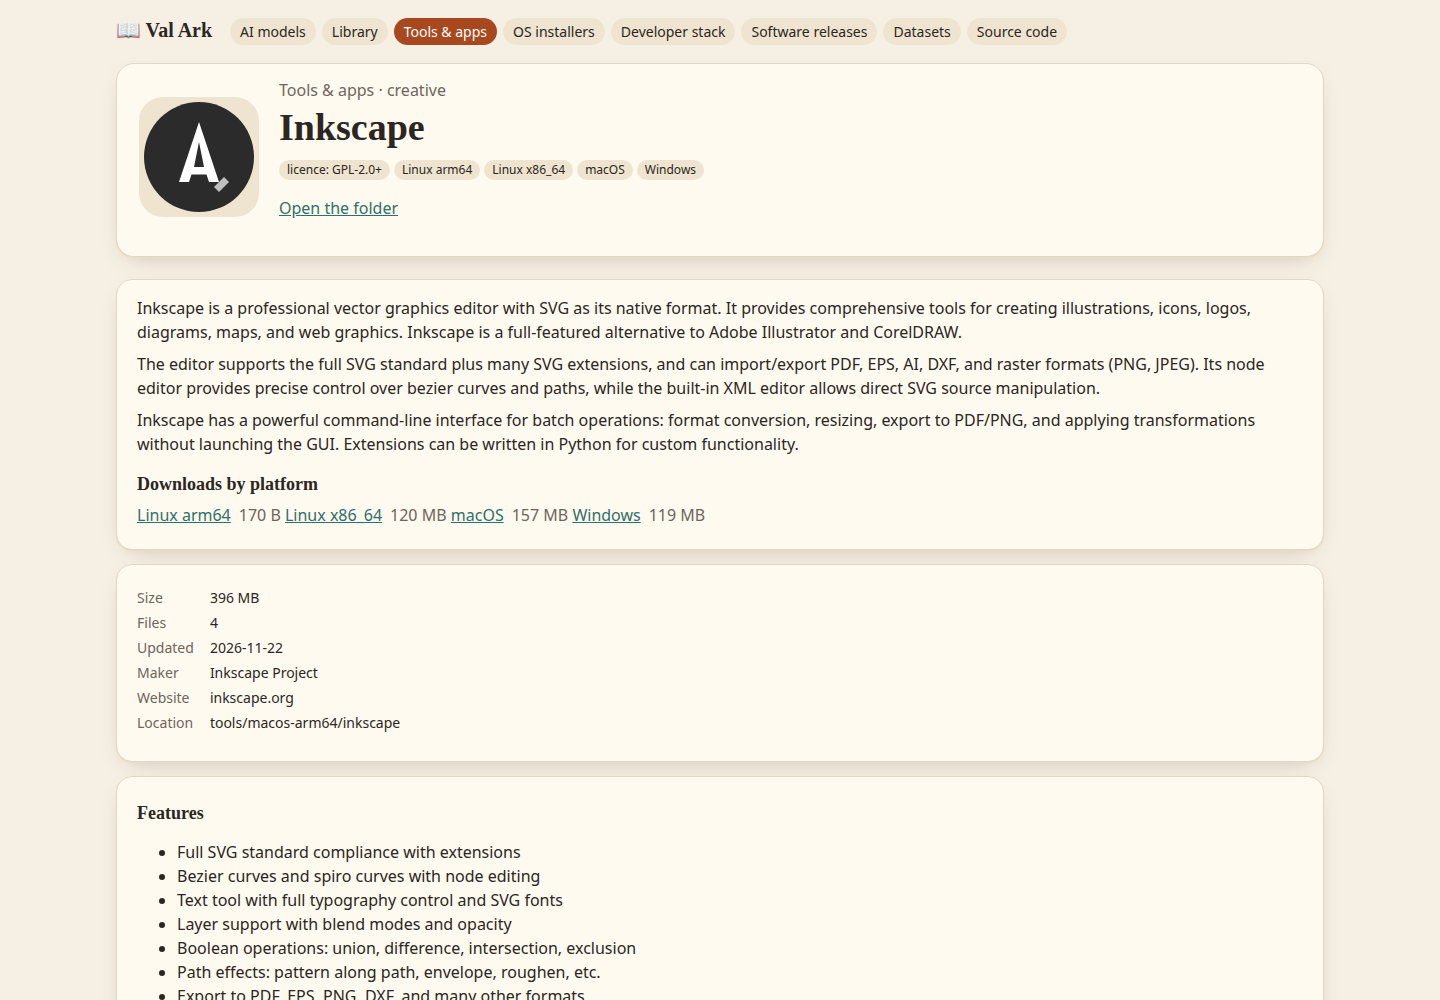 Val Ark
AI models
Library
Tools & apps
OS installers
Developer stack
Software releases
Datasets
Source code
Tools & apps · creative
Inkscape
licence: GPL-2.0+
Linux arm64
Linux x86_64
macOS
Windows
Open the folder
Inkscape is a professional vector graphics editor with SVG as its native format. It provides comprehensive tools for creating illustrations, icons, logos,
diagrams, maps, and web graphics. Inkscape is a full-featured alternative to Adobe Illustrator and CorelDRAW.
The editor supports the full SVG standard plus many SVG extensions, and can import/export PDF, EPS, AI, DXF, and raster formats (PNG, JPEG). Its node
editor provides precise control over bezier curves and paths, while the built-in XML editor allows direct SVG source manipulation.
Inkscape has a powerful command-line interface for batch operations: format conversion, resizing, export to PDF/PNG, and applying transformations
without launching the GUI. Extensions can be written in Python for custom functionality.
Downloads by platform
Linux arm64 170 B Linux x86_64 120 MB macOS 157 MB Windows 119 MB
Size 396 MB
Files 4
Updated 2026-11-22
Maker Inkscape Project
Website inkscape.org
Location tools/macos-arm64/inkscape
Features
Full SVG standard compliance with extensions
Bezier curves and spiro curves with node editing
Text tool with full typography control and SVG fonts
Layer support with blend modes and opacity
Boolean operations: union, difference, intersection, exclusion
Path effects: pattern along path, envelope, roughen, etc.
Export to PDF, EPS, PNG, DXF, and many other formats